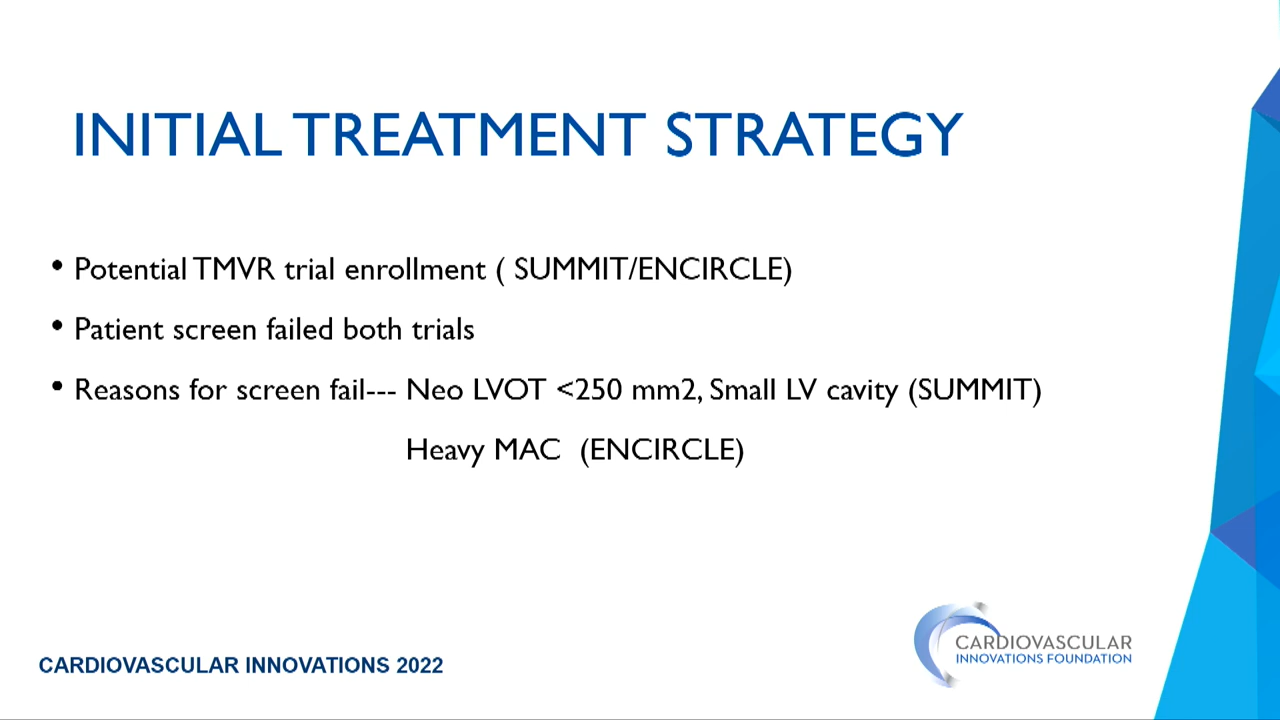 INITIAL TREATMENT STRATEGY
• Potential TMVR trial enrollment ( SUMMIT/ENCIRCLE)
• Patient screen failed both trials
• Reasons for screen fail--- Neo LVOT <250 mm2, Small LV cavity (SUMMIT)
Heavy MAC (ENCIRCLE)
CARDIOVASCULAR
INNOVATIONS FOUNDATION
CARDIOVASCULAR INNOVATIONS 2022